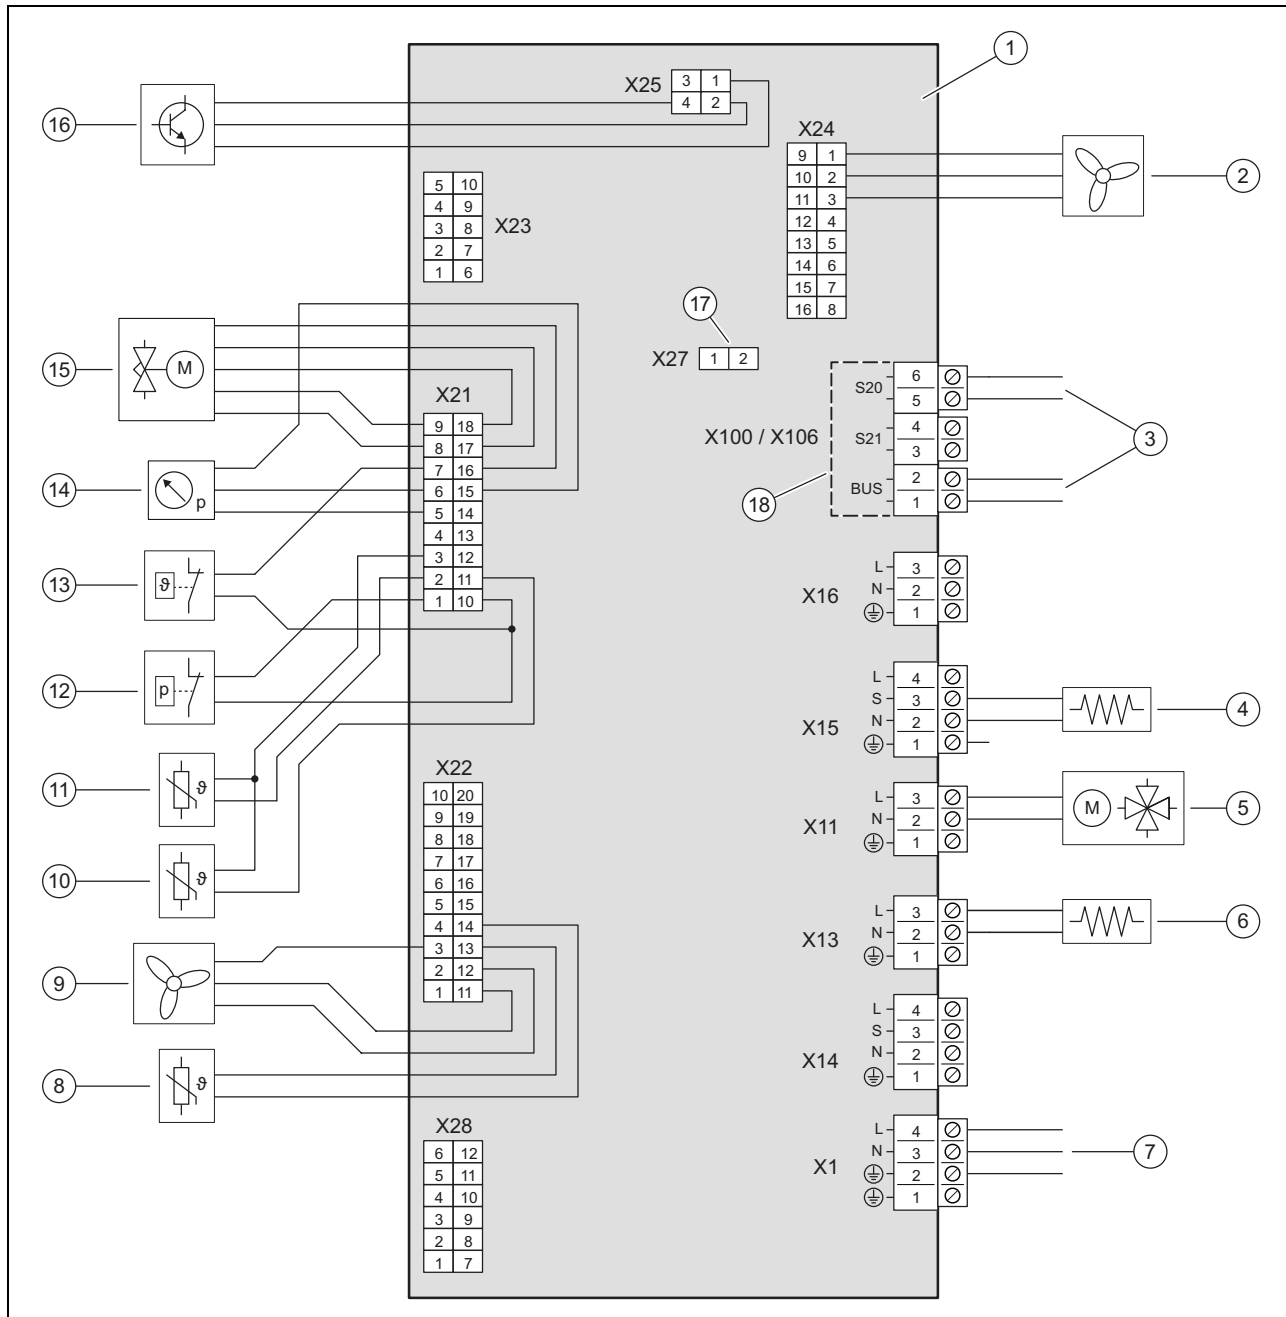 1
X25
3 1
4 2
16
X24
9 1
10 2
11 3
12 4
13 5
14 6
15 7
16 8
2
5 10
4 9
3 8
2 7
1 6
X23
17
X27 1 2
15
M
X21
9 18
8 17
7 16
6 15
5 14
4 13
3 12
2 11
1 10
X100 / X106
S20
S21
BUS
6
5
4
3
2
1
3
18
14
p
13
ϑ
12
p
X16
L 3
N 2
1
X15
L 4
S 3
N 2
1
4
11
ϑ
10
ϑ
X22
10 20
9 19
8 18
7 17
6 16
5 15
4 14
3 13
2 12
1 11
X11
L 3
N 2
1
M
5
X13
L 3
N 2
1
6
9
8
ϑ
X14
L 4
S 3
N 2
1
X28
6 12
5 11
4 10
3 9
2 8
1 7
X1
L 4
N 3
2
1
7